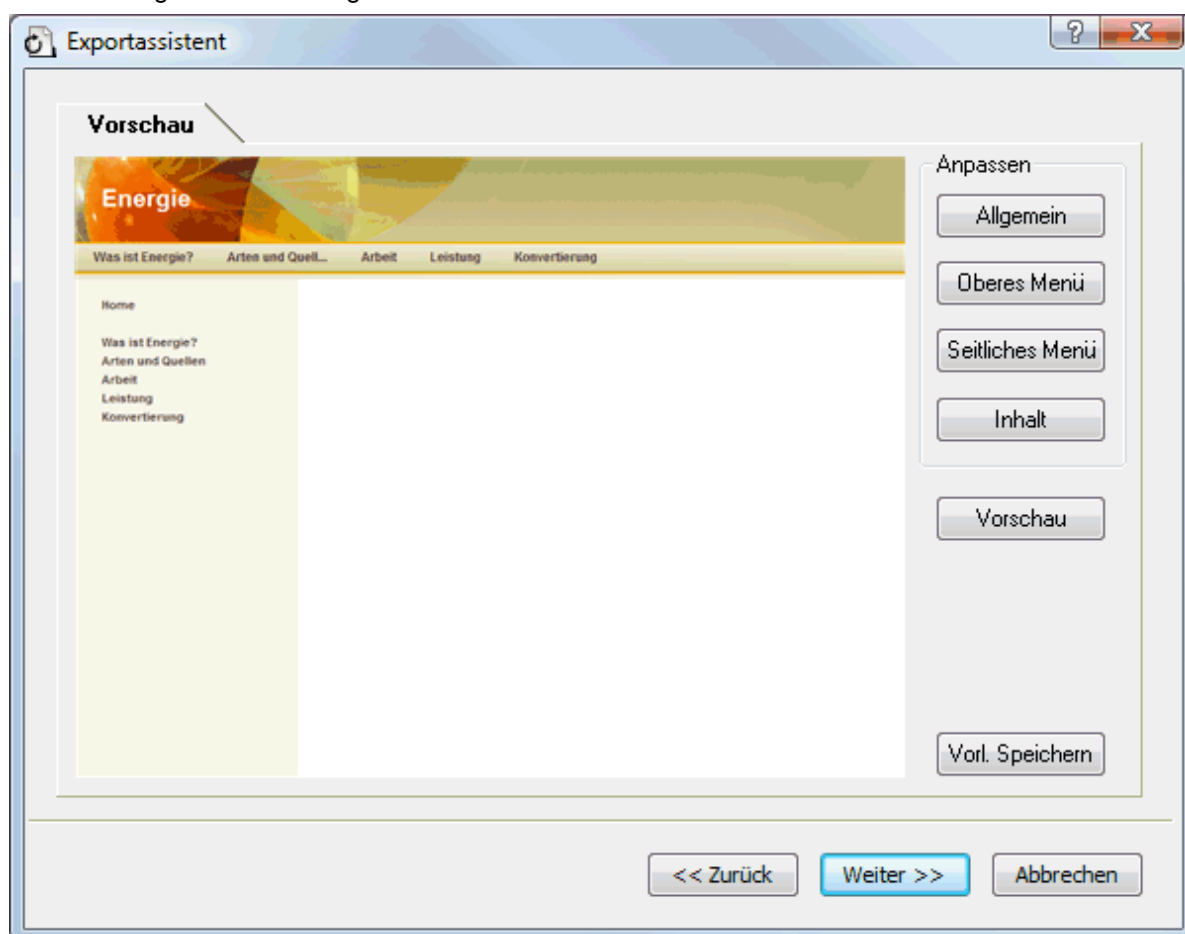 Exportassistent
Vorschau
Energie
Was ist Energie? Arten und Quell... Arbeit Leistung Konvertierung
Home
Was ist Energie?
Arten und Quellen
Arbeit
Leistung
Konvertierung
Anpassen
Allgemein
Oberes Menü
Seitliches Menü
Inhalt
Vorschau
Vorl. Speichern
<< Zurück Weiter >> Abbrechen